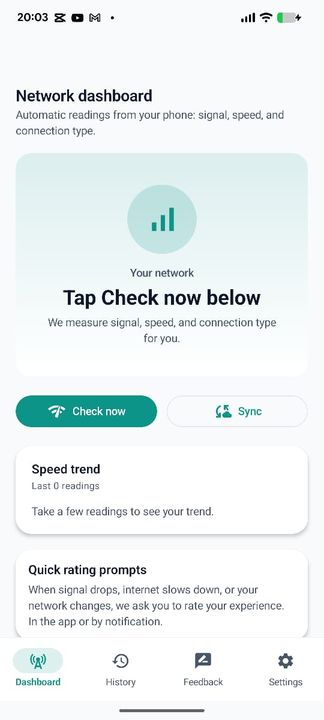 20:03
Network dashboard
Automatic readings from your phone: signal, speed, and
connection type.
Your network
Tap Check now below
We measure signal, speed, and connection type
for you.
Check now
Sync
Speed trend
Last 0 readings
Take a few readings to see your trend.
Quick rating prompts
When signal drops, internet slows down, or your
network changes, we ask you to rate your experience.
In the app or by notification.
Dashboard
History
Feedback
Settings